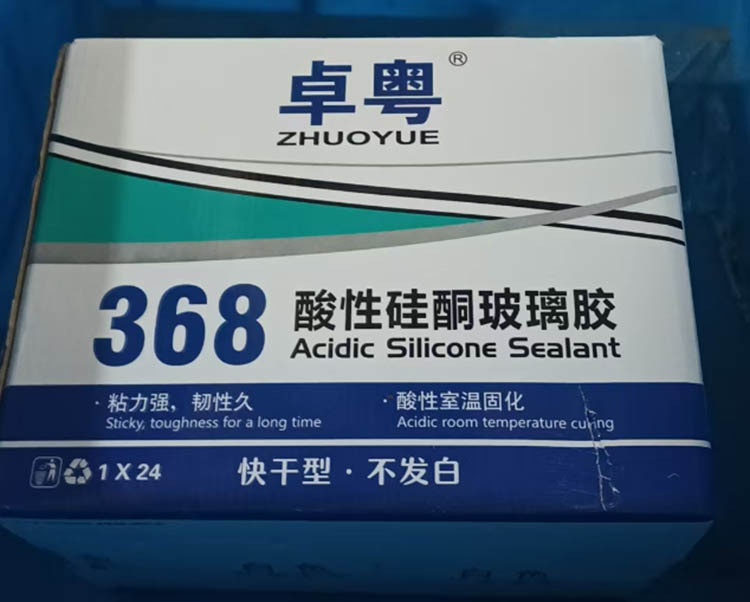 卓粤®
ZHUOYUE
368 酸性硅酮玻璃胶
Acidic Silicone Sealant
· 粘力强，韧性久 · 酸性室温固化
Sticky, toughness for a long time Acidic room temperature curing
1 X 24 快干型 · 不发白